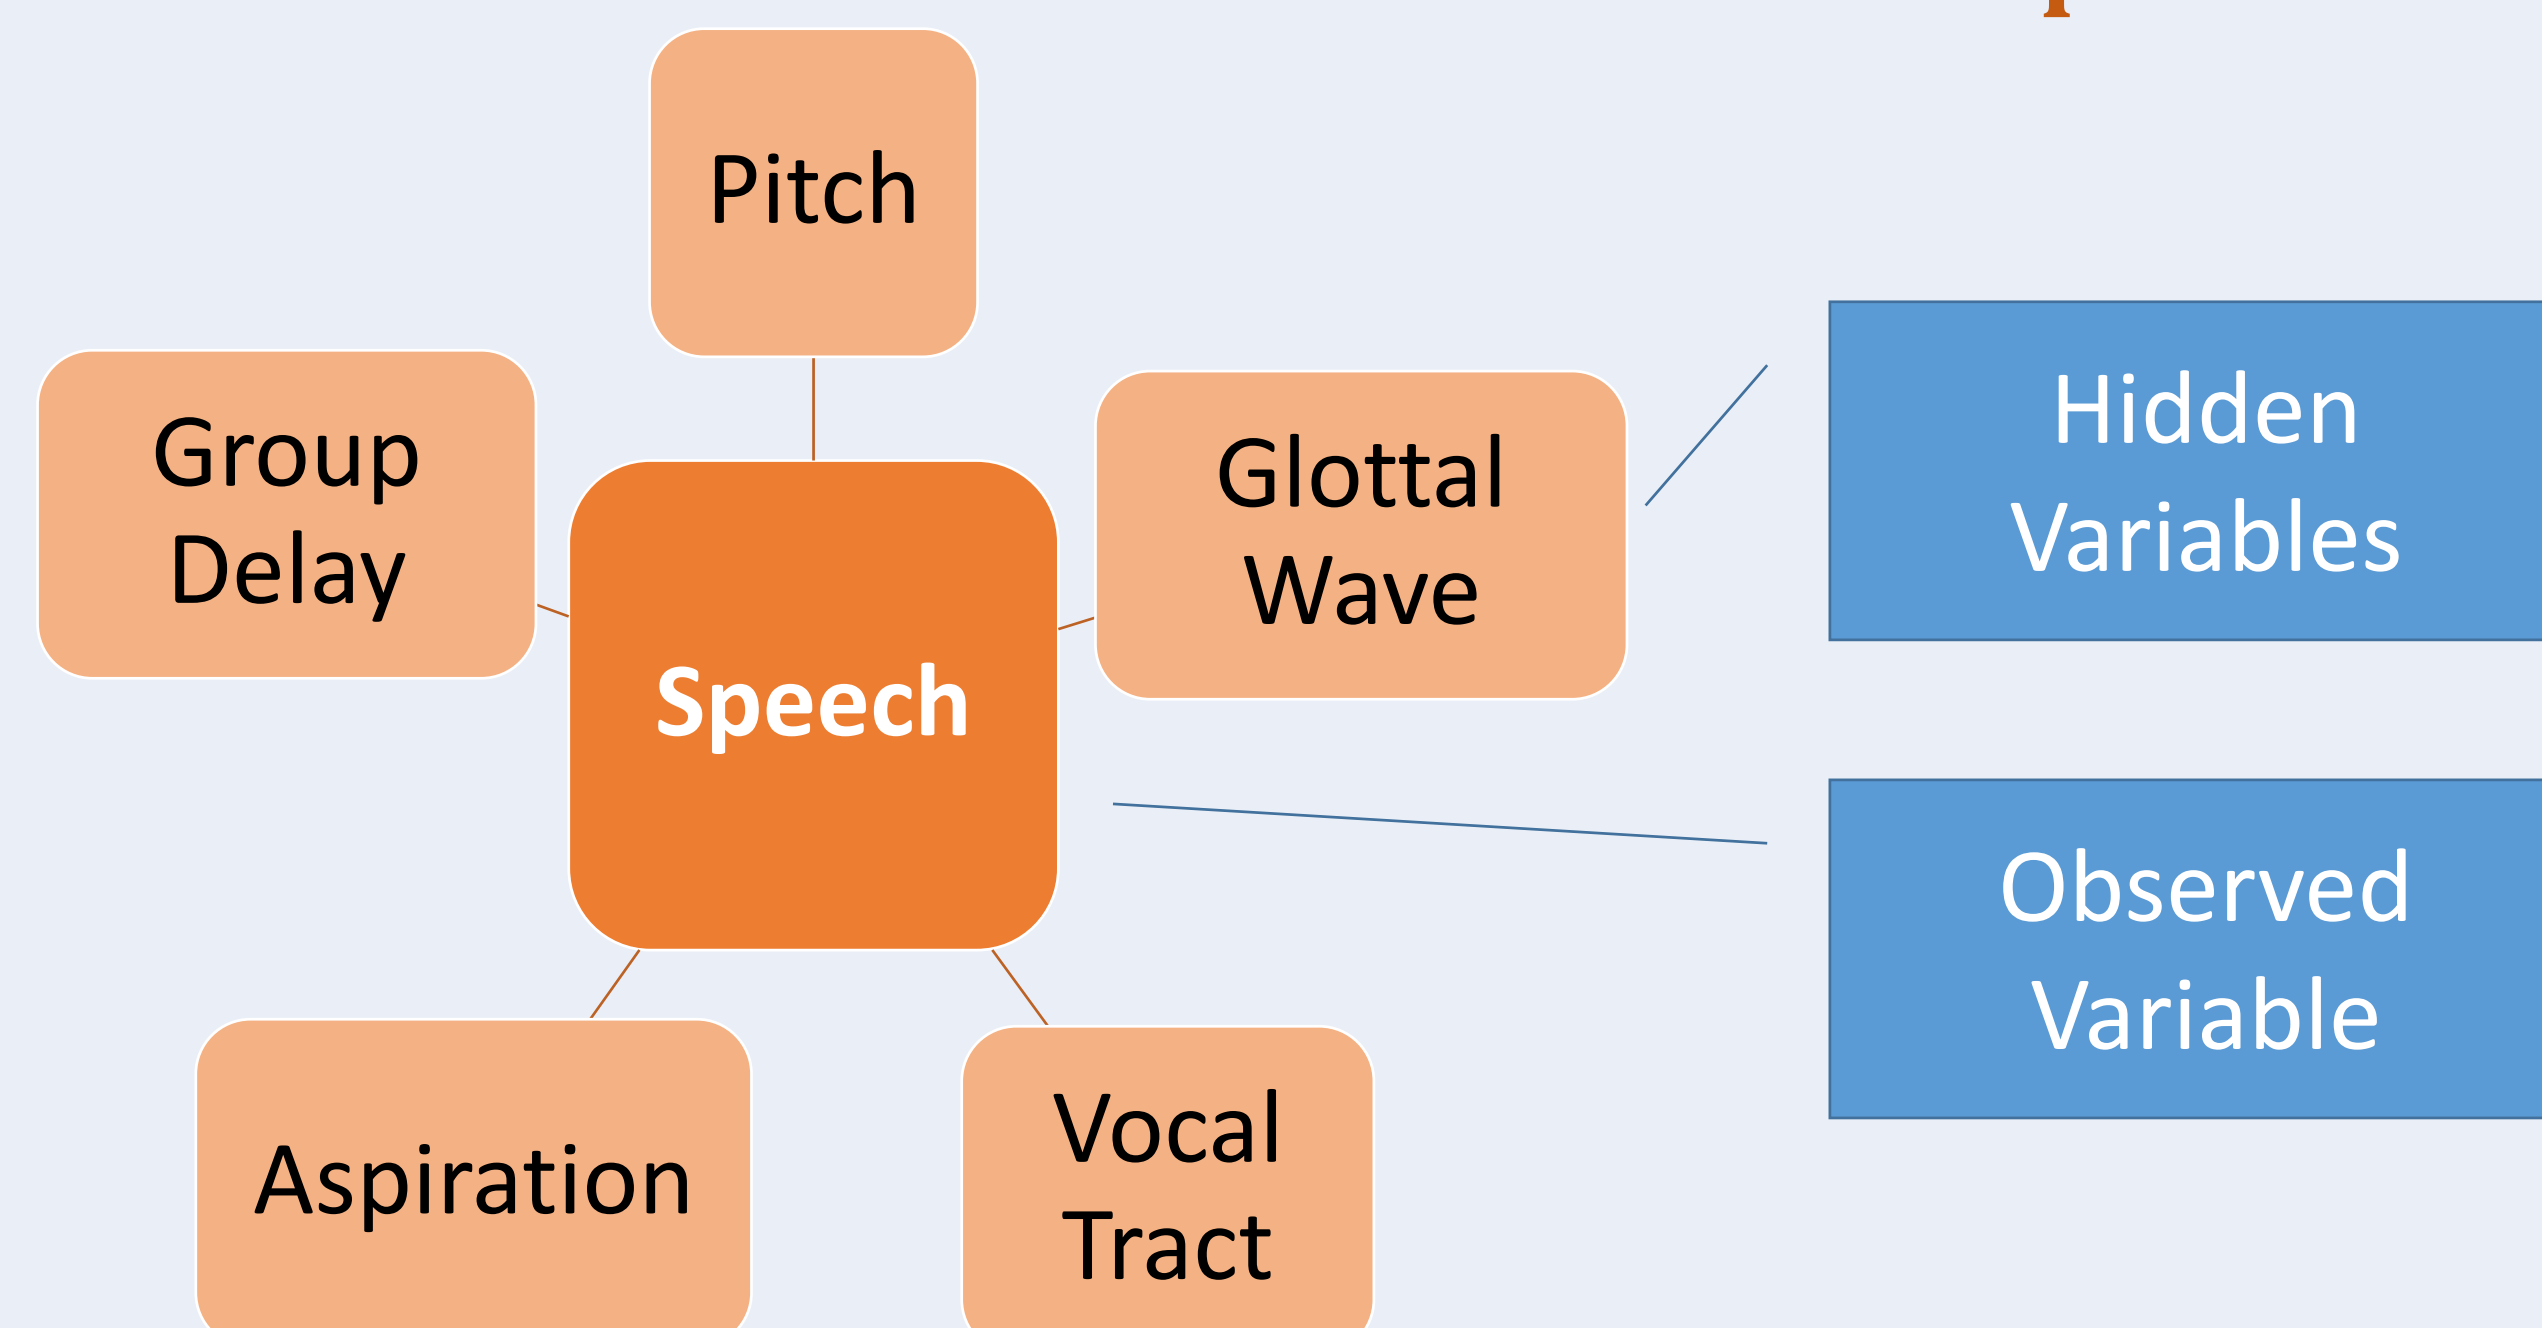 Pitch
Group
Delay
Glottal
Wave
Hidden
Variables
Speech
Observed
Variable
Aspiration
Vocal
Tract